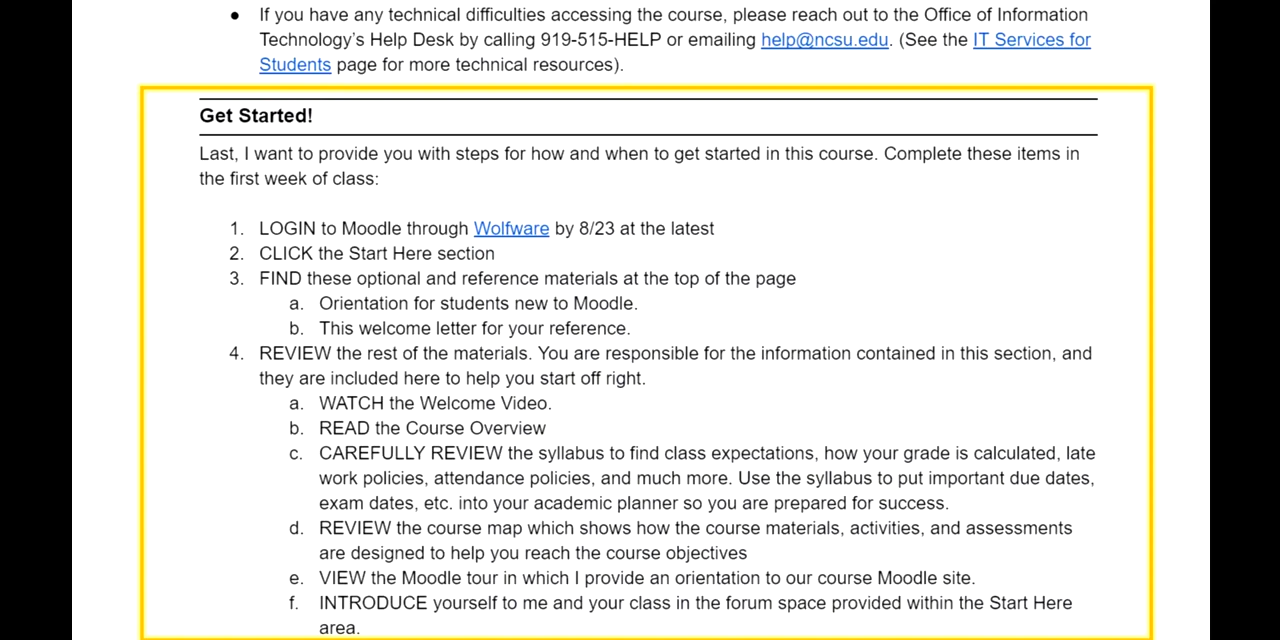 ● If you have any technical difficulties accessing the course, please reach out to the Office of Information
Technology’s Help Desk by calling 919-515-HELP or emailing help@ncsu.edu. (See the IT Services for
Students page for more technical resources).
Get Started!
Last, I want to provide you with steps for how and when to get started in this course. Complete these items in
the first week of class:
1. LOGIN to Moodle through Wolfware by 8/23 at the latest
2. CLICK the Start Here section
3. FIND these optional and reference materials at the top of the page
a. Orientation for students new to Moodle.
b. This welcome letter for your reference.
4. REVIEW the rest of the materials. You are responsible for the information contained in this section, and
they are included here to help you start off right.
a. WATCH the Welcome Video.
b. READ the Course Overview
c. CAREFULLY REVIEW the syllabus to find class expectations, how your grade is calculated, late
work policies, attendance policies, and much more. Use the syllabus to put important due dates,
exam dates, etc. into your academic planner so you are prepared for success.
d. REVIEW the course map which shows how the course materials, activities, and assessments
are designed to help you reach the course objectives
e. VIEW the Moodle tour in which I provide an orientation to our course Moodle site.
f. INTRODUCE yourself to me and your class in the forum space provided within the Start Here
area.